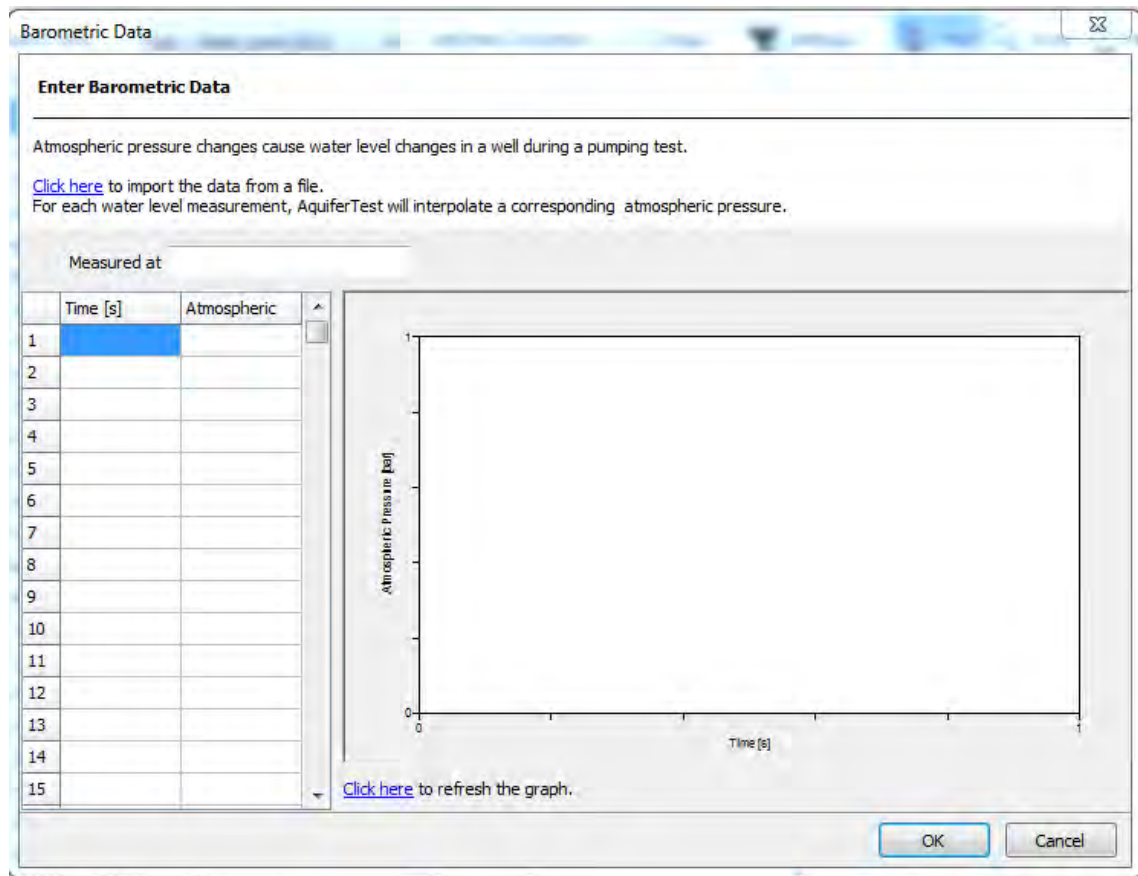 Barometric Data
Enter Barometric Data
Atmospheric pressure changes cause water level changes in a well during a pumping test.
Click here to import the data from a file.
For each water level measurement, AquiferTest will interpolate a corresponding atmospheric pressure.
Measured at
Time [s] Atmospheric
1
2
3
4
5
6
7
8
9
10
11
12
13
14
15
1
Atmospheric Pressure [bar]
0
0 1
Time [s]
Click here to refresh the graph.
OK Cancel